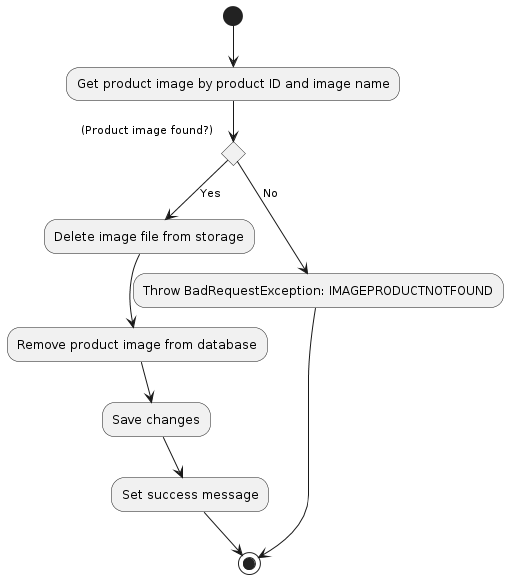 Get product image by product ID and image name
(Product image found?)
Yes
No
Delete image file from storage
Throw BadRequestException: IMAGEPRODUCTNOTFOUND
Remove product image from database
Save changes
Set success message